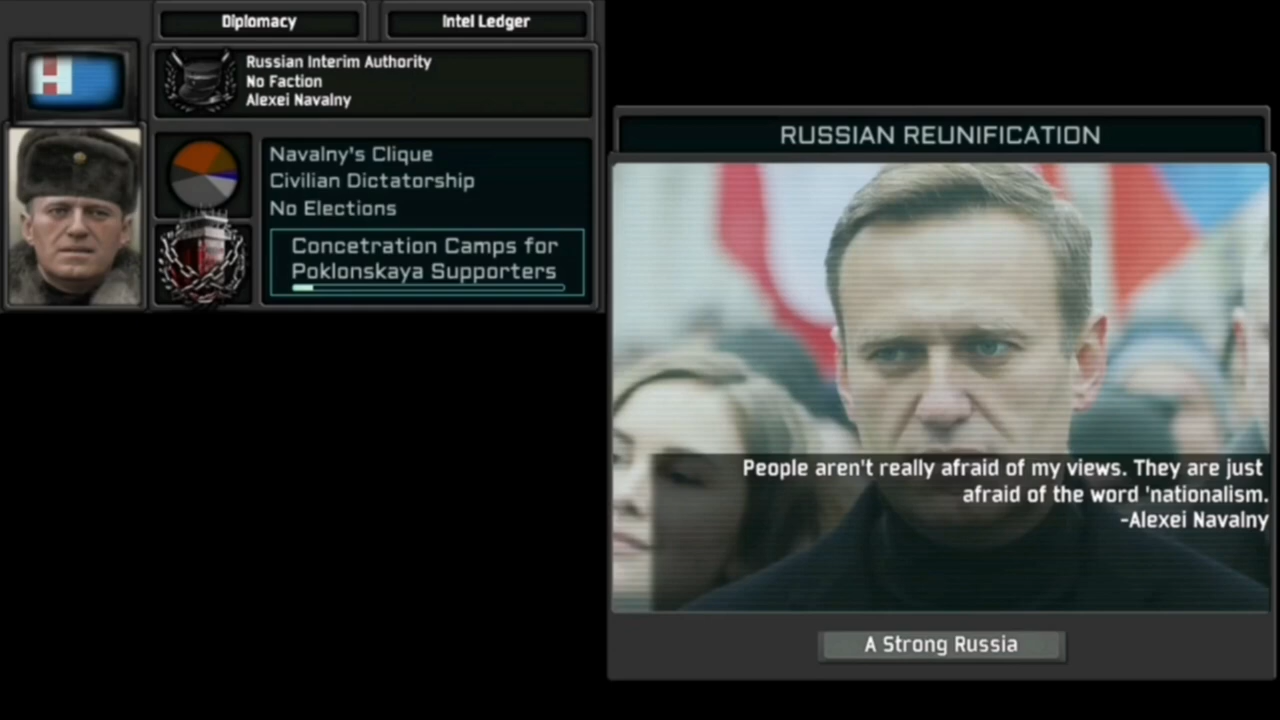 Diplomacy
Intel Ledger
Russian Interim Authority
No Faction
Alexei Navalny
Navalny's Clique
Civilian Dictatorship
No Elections
Concetration Camps for
Poklonskaya Supporters
RUSSIAN REUNIFICATION
People aren't really afraid of my views. They are just
afraid of the word 'nationalism.
-Alexei Navalny
A Strong Russia